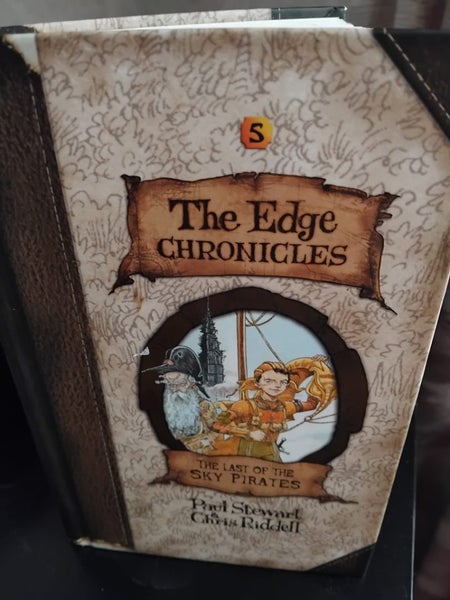 5
The Edge
CHRONICLES
THE LAST OF THE
SKY PIRATES
Paul Stewart
&
Chris Riddell